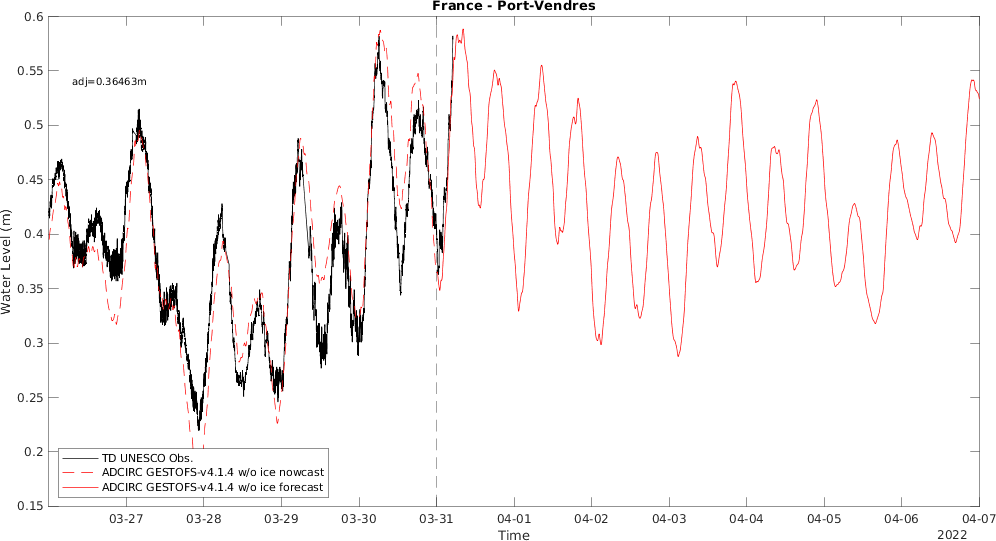 France - Port-Vendres
0.6
0.55
0.5
0.45
0.4
0.35
0.3
0.25
0.2
0.15
Water Level (m)
adj=0.36463m
TD UNESCO Obs.
ADCIRC GESTOFS-v4.1.4 w/o ice nowcast
ADCIRC GESTOFS-v4.1.4 w/o ice forecast
03-27 03-28 03-29 03-30 03-31 04-01 04-02 04-03 04-04 04-05 04-06 04-07
Time
2022